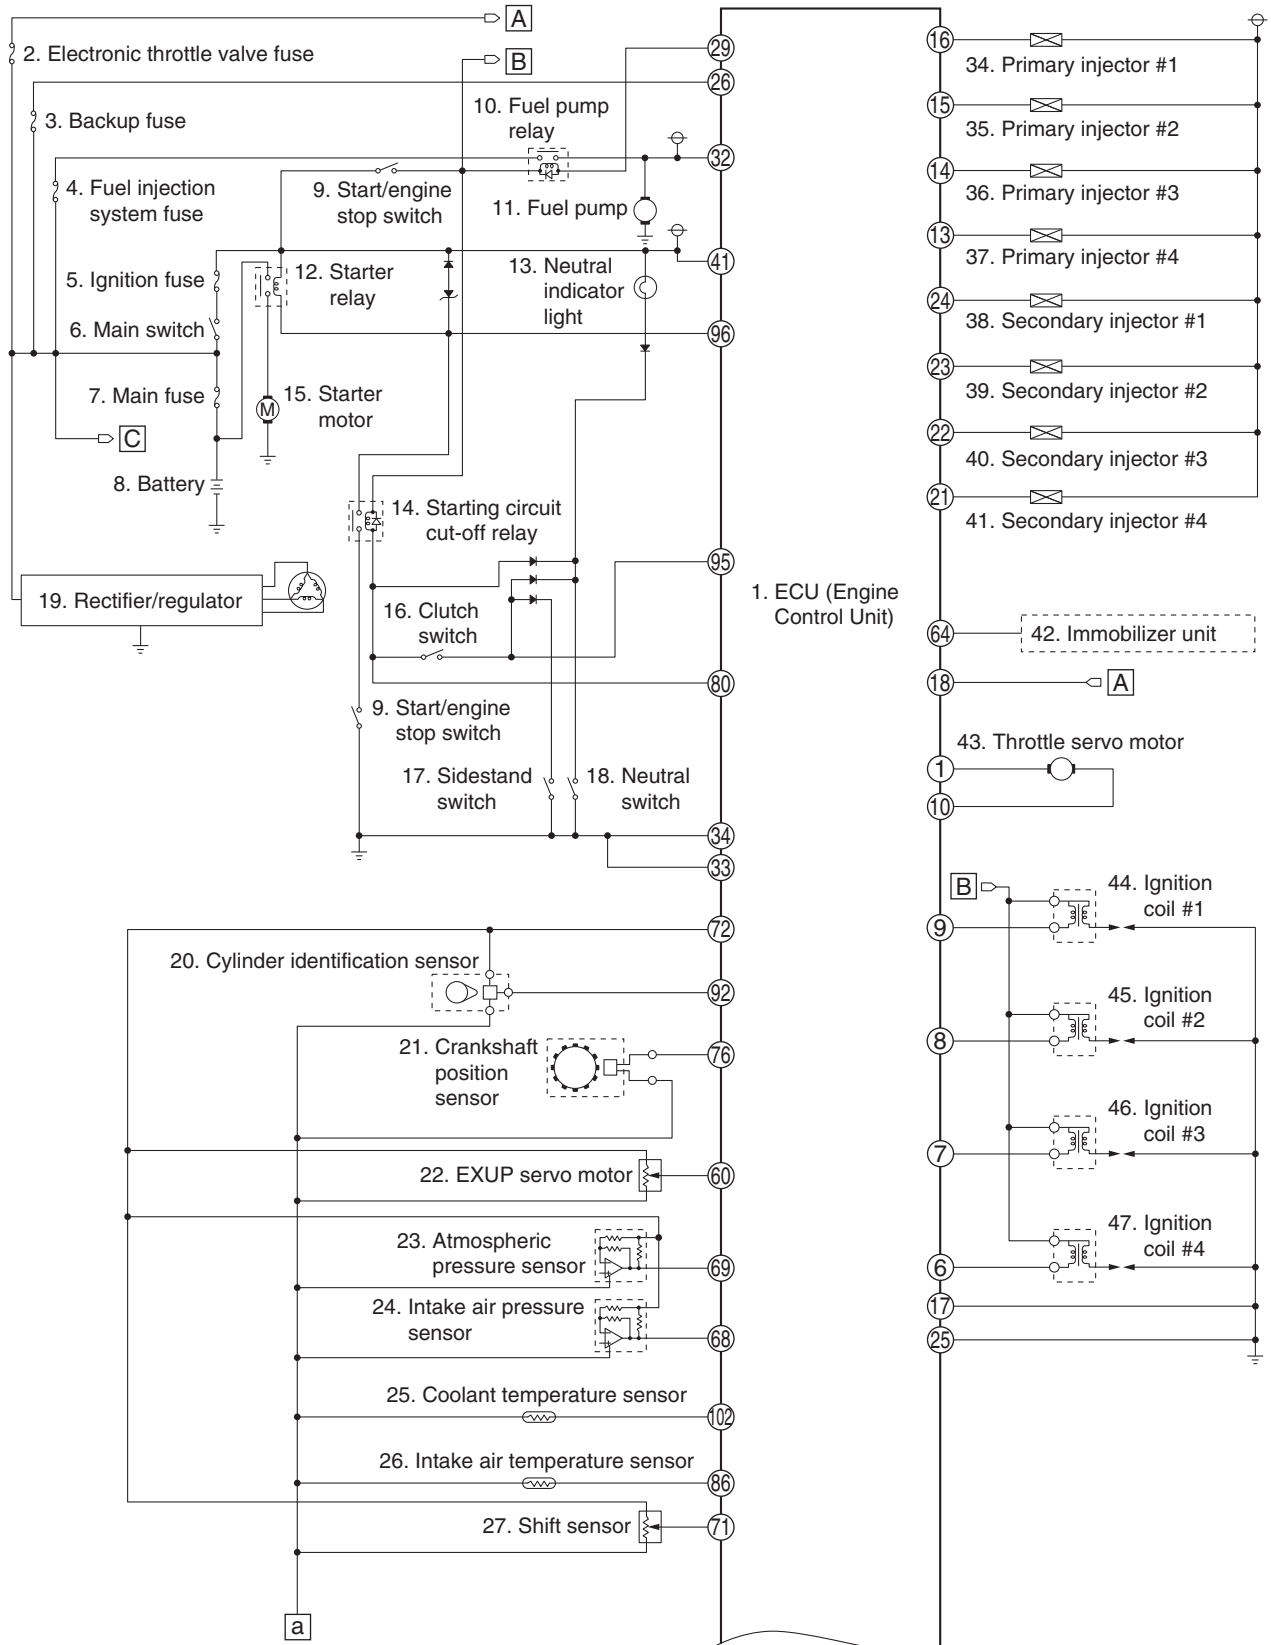 A
2. Electronic throttle valve fuse
B
29
26
3. Backup fuse
10. Fuel pump
relay
32
4. Fuel injection
system fuse
9. Start/engine
stop switch
11. Fuel pump
5. Ignition fuse
12. Starter
relay
13. Neutral
indicator
light
41
6. Main switch
96
7. Main fuse
M
15. Starter
motor
C
8. Battery
14. Starting circuit
cut-off relay
95
19. Rectifier/regulator
16. Clutch
switch
80
9. Start/engine
stop switch
17. Sidestand
switch
18. Neutral
switch
34
33
72
20. Cylinder identification sensor
92
21. Crankshaft
position
sensor
76
22. EXUP servo motor
60
23. Atmospheric
pressure sensor
69
24. Intake air pressure
sensor
68
25. Coolant temperature sensor
102
26. Intake air temperature sensor
86
27. Shift sensor
71
a
1. ECU (Engine
Control Unit)
16
34. Primary injector #1
15
35. Primary injector #2
14
36. Primary injector #3
13
37. Primary injector #4
24
38. Secondary injector #1
23
39. Secondary injector #2
22
40. Secondary injector #3
21
41. Secondary injector #4
64
42. Immobilizer unit
18
A
43. Throttle servo motor
1
10
B
44. Ignition
coil #1
9
45. Ignition
coil #2
8
46. Ignition
coil #3
7
47. Ignition
coil #4
6
17
25